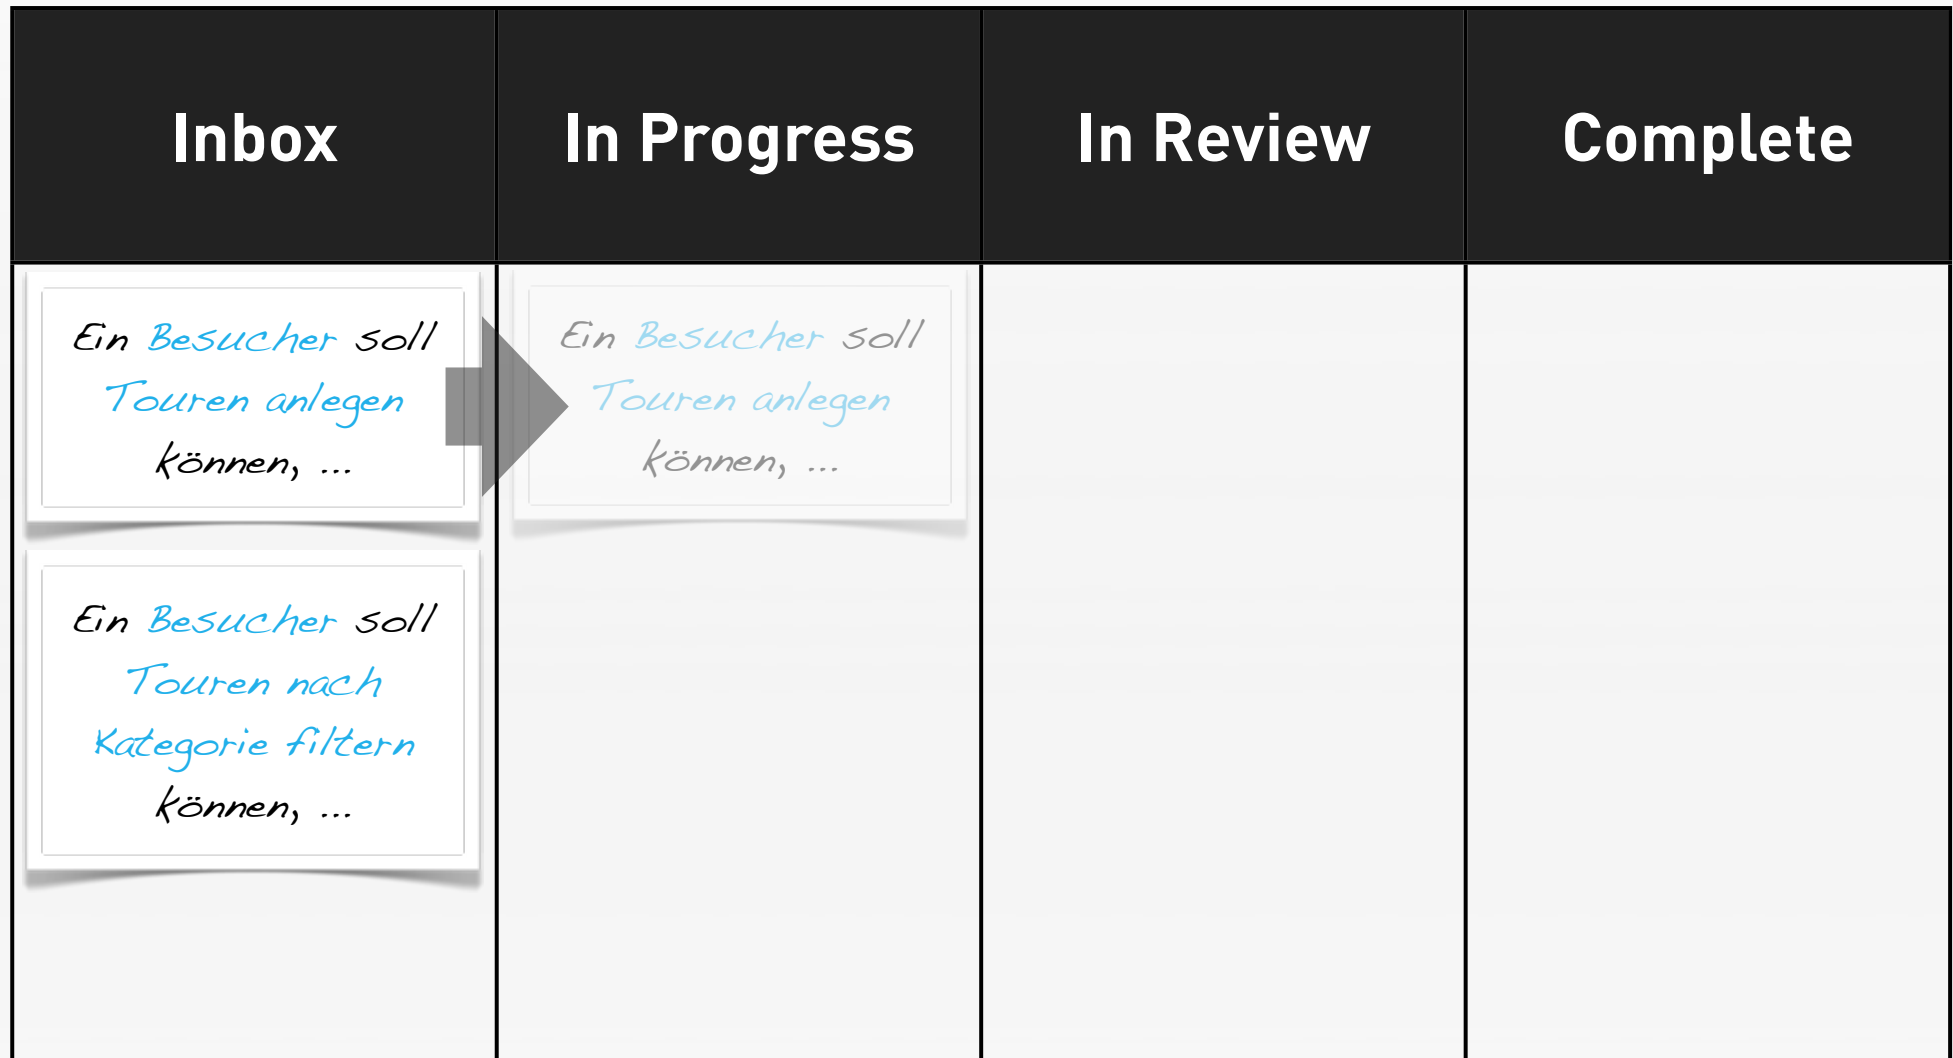 Inbox
In Progress
In Review
Complete
Ein Besucher soll
Touren anlegen
können, ...
Ein Besucher soll
Touren nach
Kategorie filtern
können, ...
Ein Besucher soll
Touren anlegen
können, ...